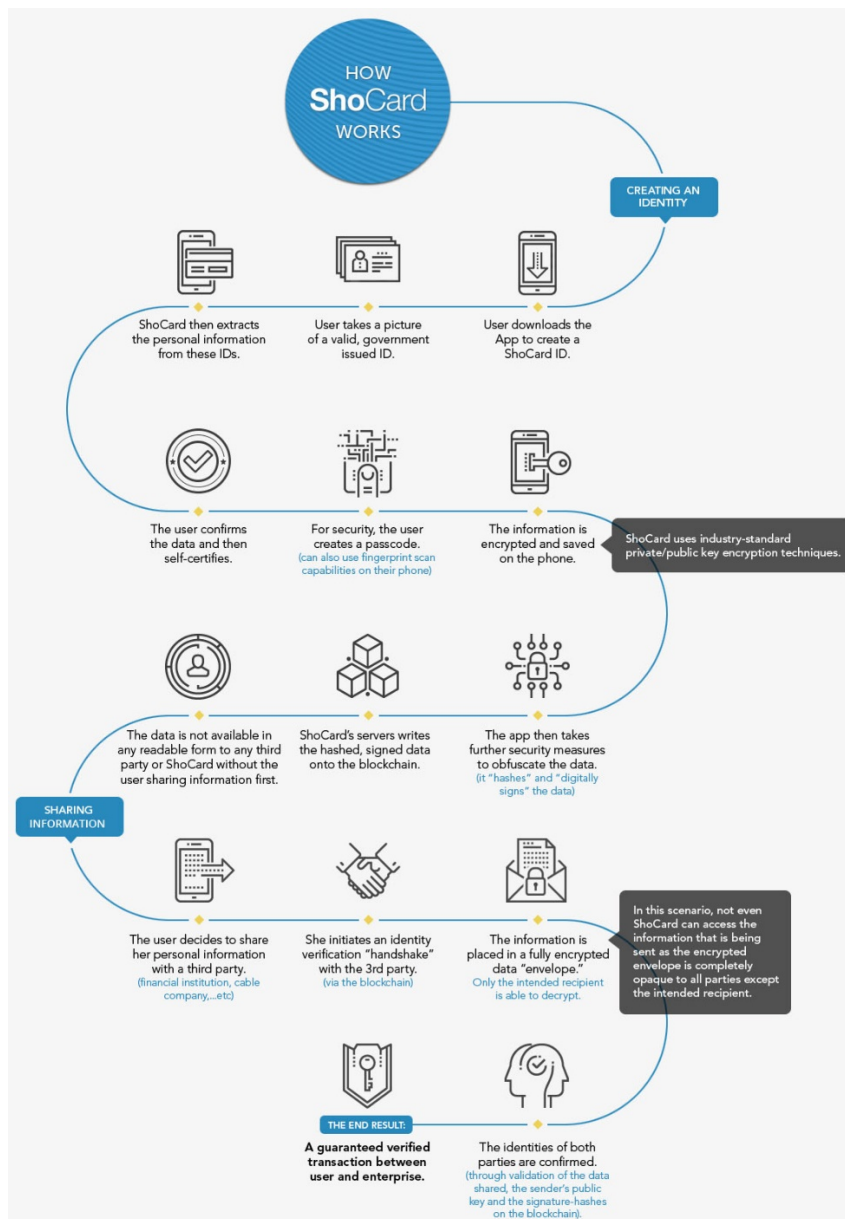 HOW
ShoCard
WORKS
CREATING AN
IDENTITY
User downloads the
App to create a
ShoCard ID.
User takes a picture
of a valid, government
issued ID.
ShoCard then extracts
the personal information
from these IDs.
The user confirms
the data and then
self-certifies.
For security, the user
creates a passcode.
(can also use fingerprint scan
capabilities on their phone)
The information is
encrypted and saved
on the phone.
ShoCard uses industry-standard
private/public key encryption techniques.
The app then takes
further security measures
to obfuscate the data.
(it "hashes" and "digitally
signs" the data)
ShoCard's servers writes
the hashed, signed data
onto the blockchain.
The data is not available in
any readable form to any third
party or ShoCard without the
user sharing information first.
SHARING
INFORMATION
The user decides to share
her personal information
with a third party.
(financial institution, cable
company,...etc)
She initiates an identity
verification "handshake"
with the 3rd party.
(via the blockchain)
The information is
placed in a fully encrypted
data "envelope."
Only the intended recipient
is able to decrypt.
In this scenario, not even
ShoCard can access the
information that is being
sent as the encrypted
envelope is completely
opaque to all parties except
the intended recipient.
The identities of both
parties are confirmed.
(through validation of the data
shared, the sender's public
key and the signature-hashes
on the blockchain).
THE END RESULT:
A guaranteed verified
transaction between
user and enterprise.